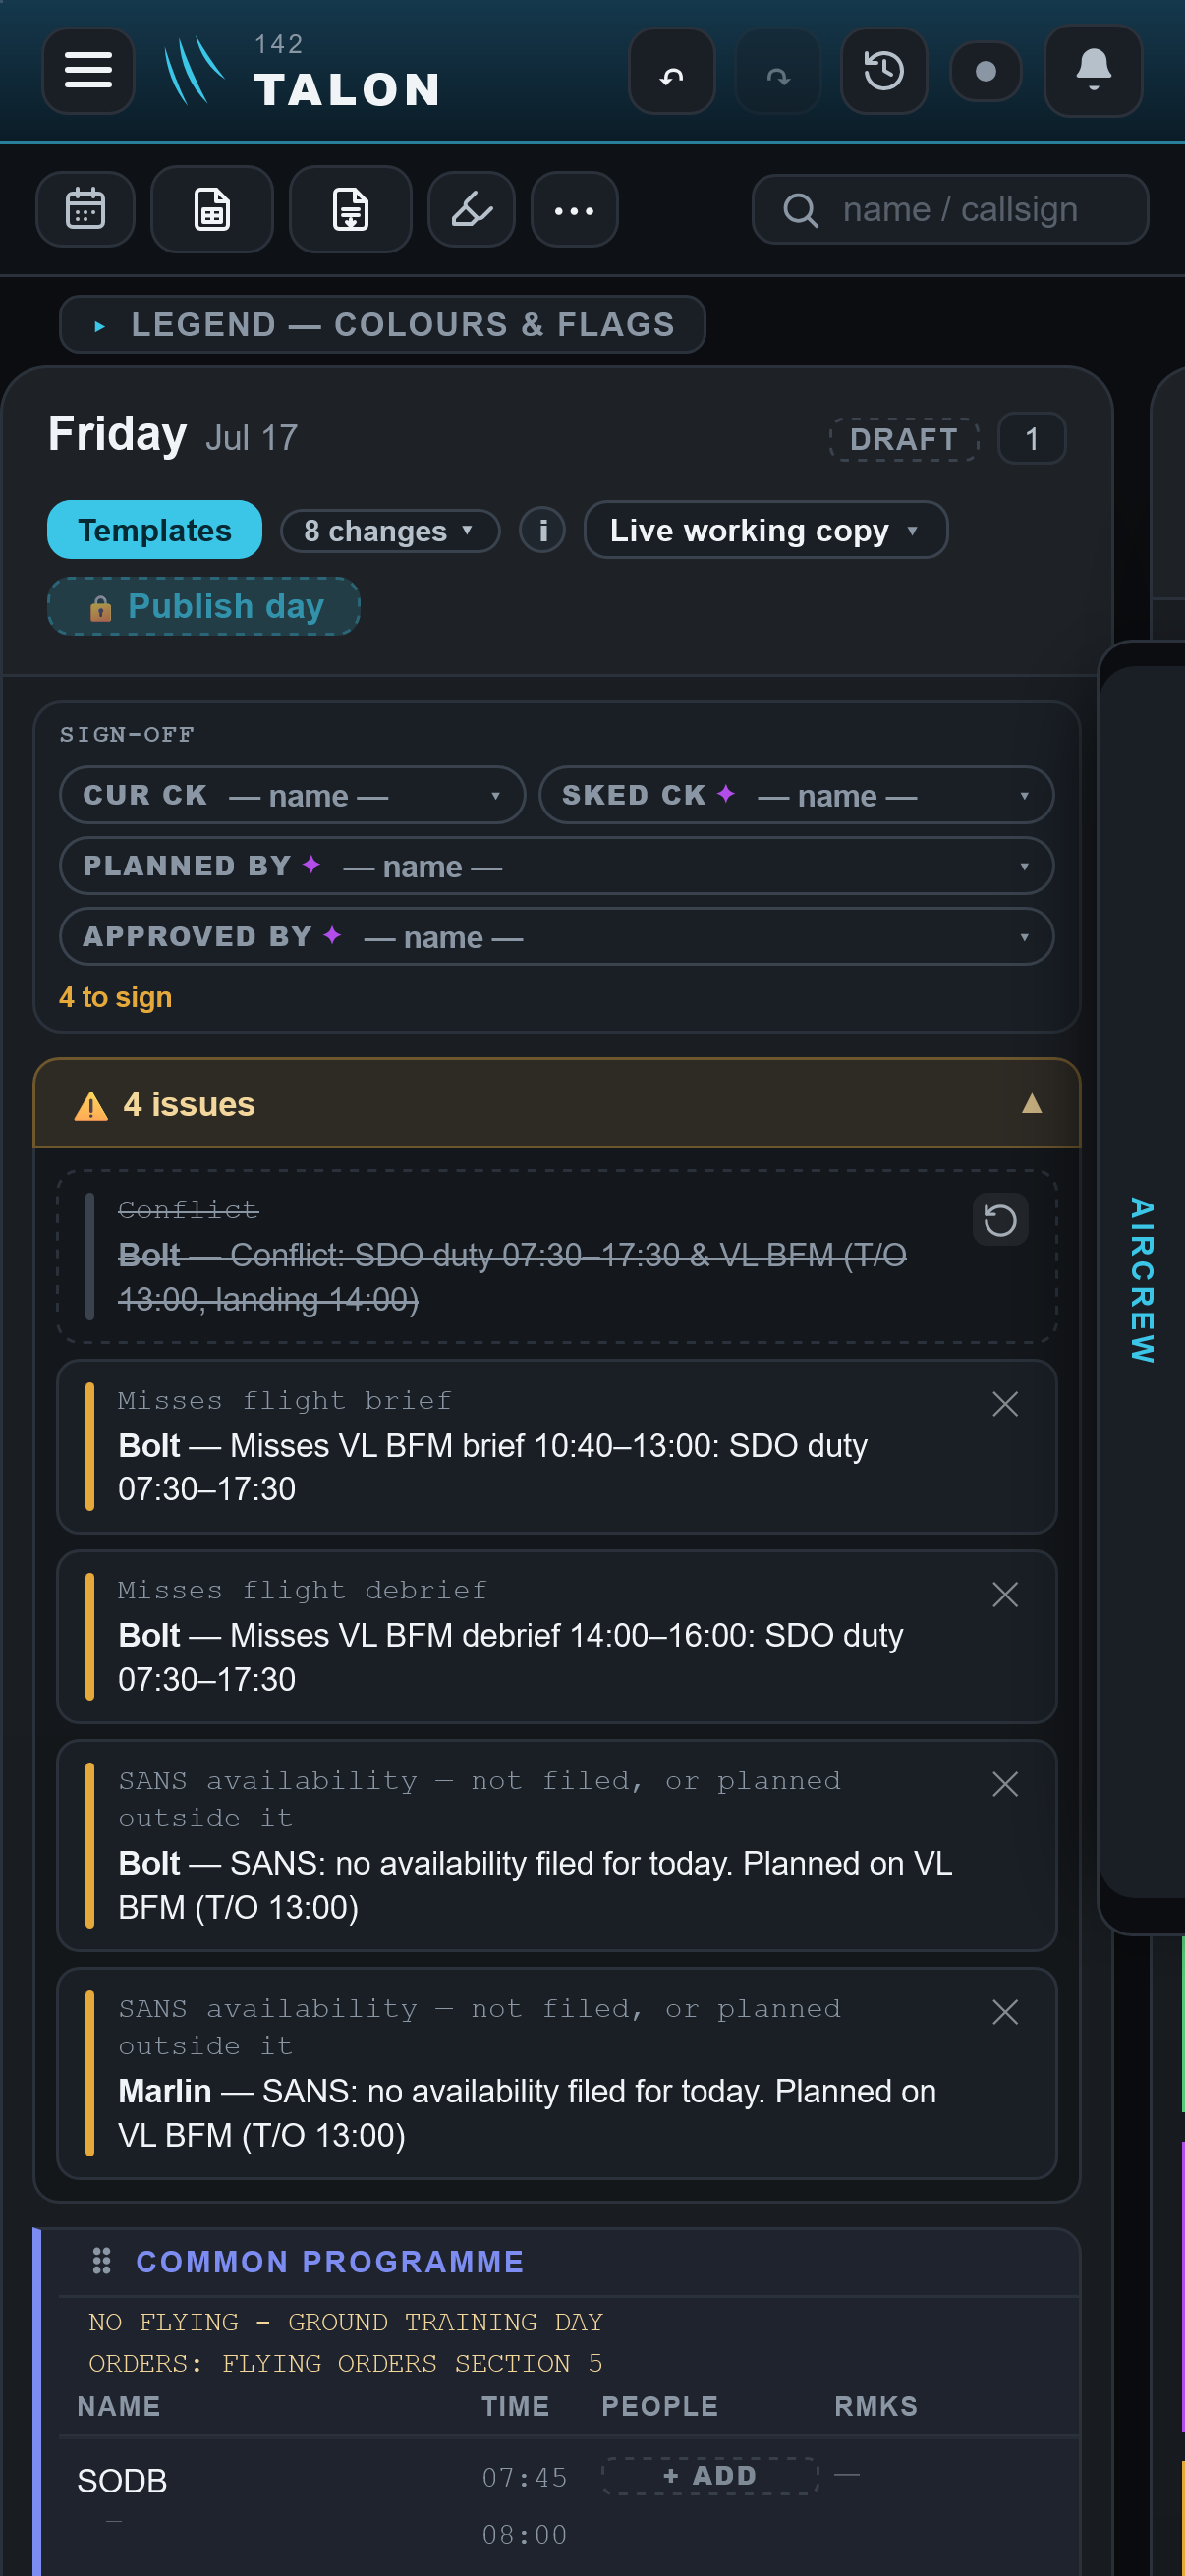 142
TALON
name / callsign
▸ LEGEND — COLOURS & FLAGS
Friday Jul 17
DRAFT 1
Templates 8 changes ▾ i Live working copy ▾
Publish day
SIGN-OFF
CUR CK — name — ▾ SKED CK ✦ — name — ▾
PLANNED BY ✦ — name — ▾
APPROVED BY ✦ — name — ▾
4 to sign
4 issues ▲
Conflict
Bolt — Conflict: SDO duty 07:30–17:30 & VL BFM (T/O
13:00, landing 14:00)
Misses flight brief
Bolt — Misses VL BFM brief 10:40–13:00: SDO duty
07:30–17:30
Misses flight debrief
Bolt — Misses VL BFM debrief 14:00–16:00: SDO duty
07:30–17:30
SANS availability — not filed, or planned
outside it
Bolt — SANS: no availability filed for today. Planned on VL
BFM (T/O 13:00)
SANS availability — not filed, or planned
outside it
Marlin — SANS: no availability filed for today. Planned on
VL BFM (T/O 13:00)
AIRCREW
COMMON PROGRAMME
NO FLYING - GROUND TRAINING DAY
ORDERS: FLYING ORDERS SECTION 5
NAME TIME PEOPLE RMKS
SODB 07:45 + ADD —
— 08:00